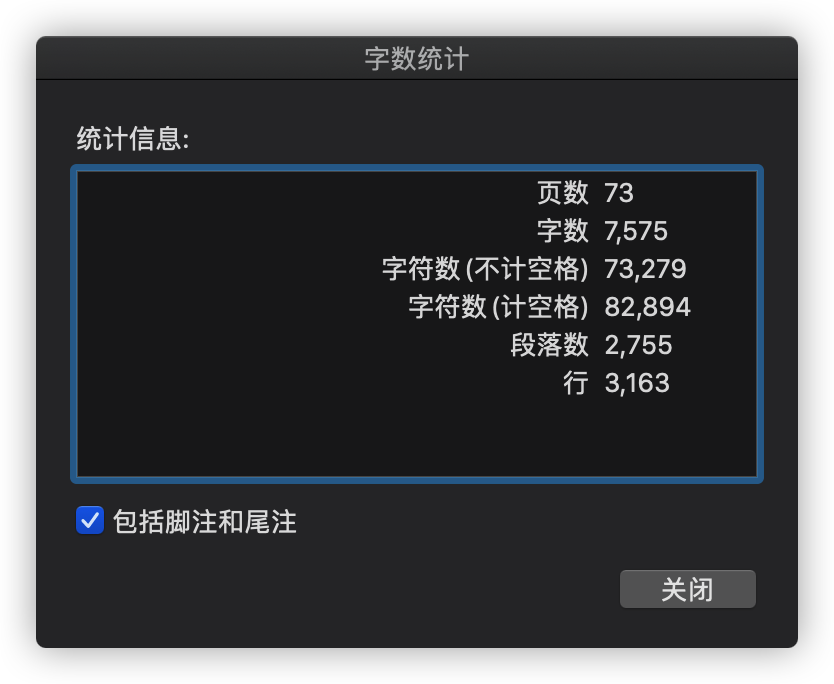 字数统计
统计信息:
页数 73
字数 7,575
字符数(不计空格) 73,279
字符数(计空格) 82,894
段落数 2,755
行 3,163
包括脚注和尾注
关闭